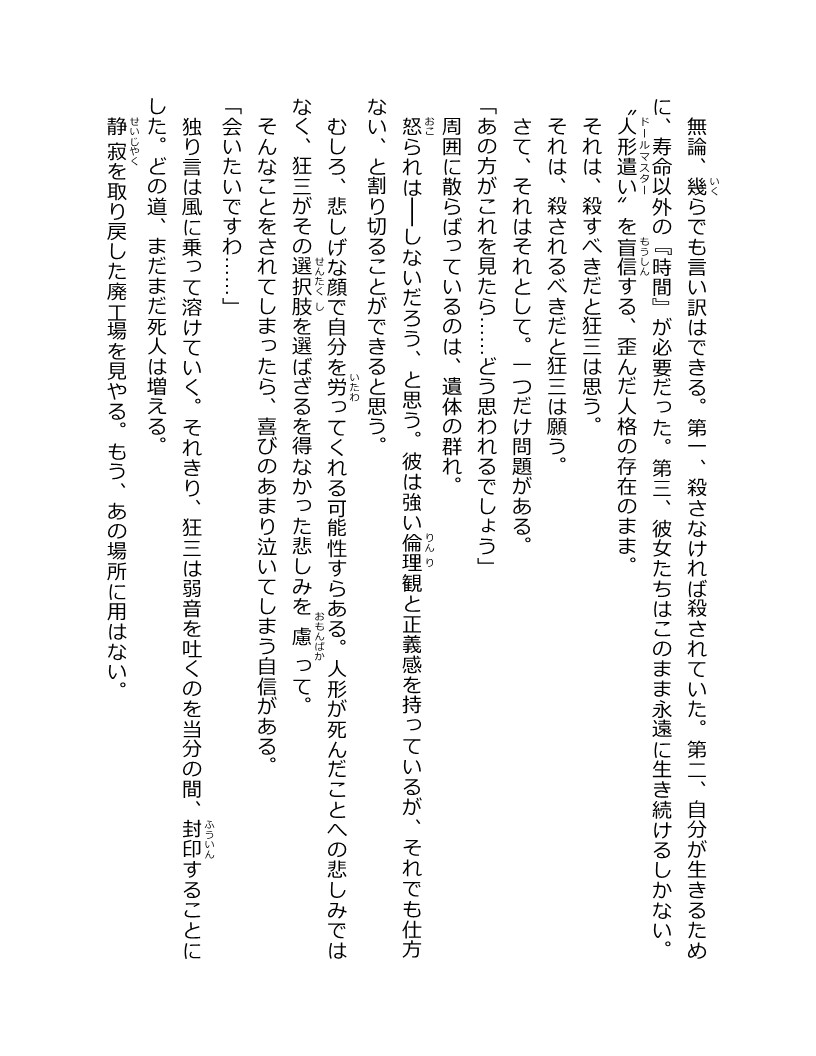 無論、幾らでも言い訳はできる。第一、殺さなければ殺されていた。第二、自分が生きるため
に、寿命以外の『時間』が必要だった。第三、彼女たちはこのまま永遠に生き続けるしかない。
〝人形遣い〟を盲信する、歪んだ人格の存在のまま。
それは、殺すべきだと狂三は思う。
それは、殺されるべきだと狂三は願う。
さて、それはそれとして。一つだけ問題がある。
「あの方がこれを見たら……どう思われるでしょう」
周囲に散らばっているのは、遺体の群れ。
怒られは――しないだろう、と思う。彼は強い倫理観と正義感を持っているが、それでも仕方
ない、と割り切ることができると思う。
むしろ、悲しげな顔で自分を労ってくれる可能性すらある。人形が死んだことへの悲しみでは
なく、狂三がその選択肢を選ばざるを得なかった悲しみを慮って。
そんなことをされてしまったら、喜びのあまり泣いてしまう自信がある。
「会いたいですわ……」
独り言は風に乗って溶けていく。それきり、狂三は弱音を吐くのを当分の間、封印することに
した。どの道、まだまだ死人は増える。
静寂を取り戻した廃工場を見やる。もう、あの場所に用はない。